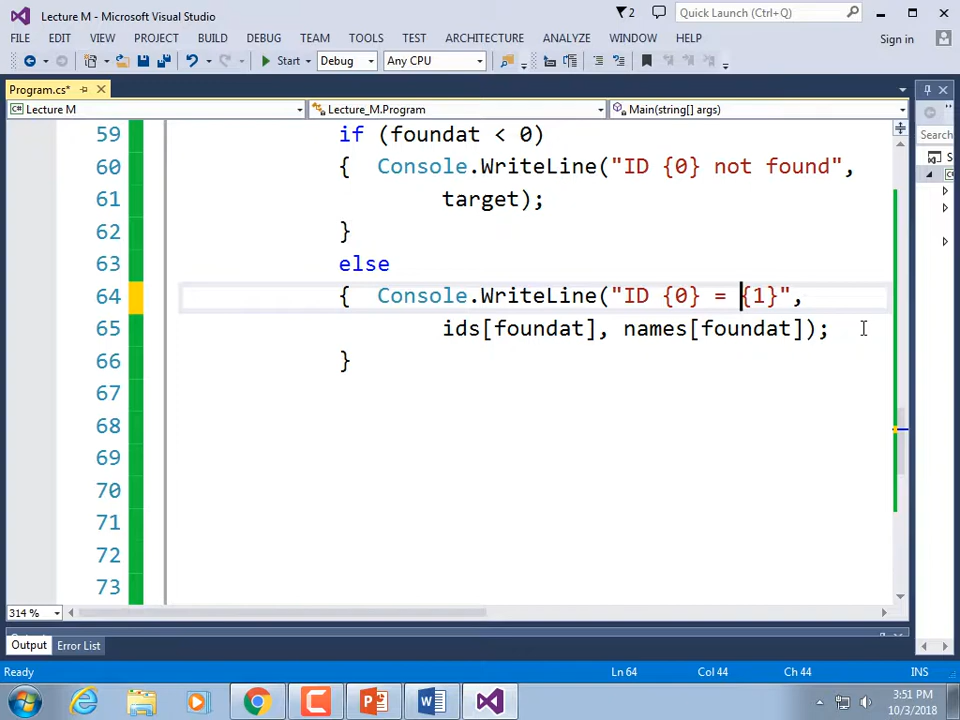 Lecture M - Microsoft Visual Studio
2
Quick Launch (Ctrl+Q)
FILE EDIT VIEW PROJECT BUILD DEBUG TEAM TOOLS TEST ARCHITECTURE ANALYZE WINDOW HELP
Sign in
Start Debug Any CPU
Program.cs*
C# Lecture M
Lecture_M.Program
Main(string[] args)
Search
59 if (foundat < 0)
60 { Console.WriteLine("ID {0} not found",
61 target);
62 }
63 else
64 { Console.WriteLine("ID {0} = {1}",
65 ids[foundat], names[foundat]);
66 }
67
68
69
70
71
72
73
314 %
Output Error List
Ready Ln 64 Col 44 Ch 44 INS
3:51 PM
10/3/2018